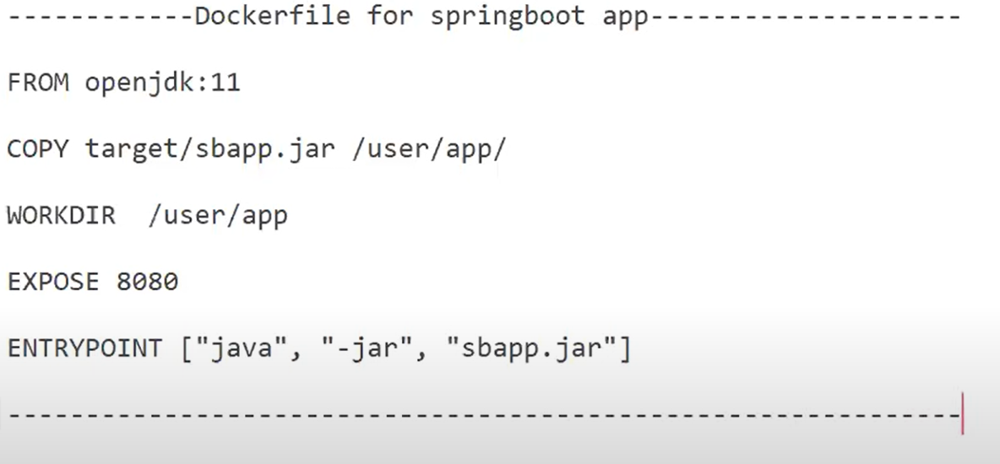 ------------Dockerfile for springboot app--------------------
FROM openjdk:11
COPY target/sbapp.jar /user/app/
WORKDIR  /user/app
EXPOSE 8080
ENTRYPOINT ["java", "-jar", "sbapp.jar"]
--------------------------------------------------------------